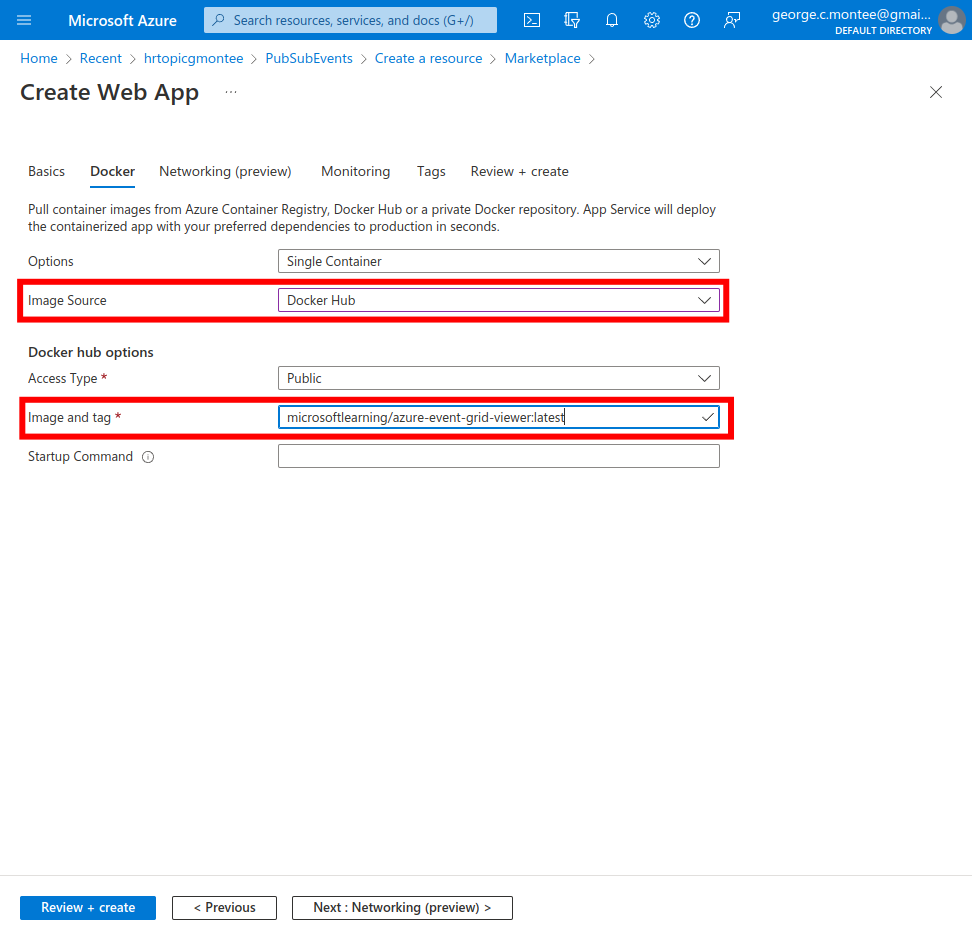 Microsoft Azure
Search resources, services, and docs (G+/)
george.c.montee@gmai...
DEFAULT DIRECTORY
Home > Recent > hrtopicgmontee > PubSubEvents > Create a resource > Marketplace >
Create Web App ...
Basics Docker Networking (preview) Monitoring Tags Review + create
Pull container images from Azure Container Registry, Docker Hub or a private Docker repository. App Service will deploy
the containerized app with your preferred dependencies to production in seconds.
Options Single Container
Image Source Docker Hub
Docker hub options
Access Type * Public
Image and tag * microsoftlearning/azure-event-grid-viewer:latest
Startup Command
Review + create < Previous Next : Networking (preview) >